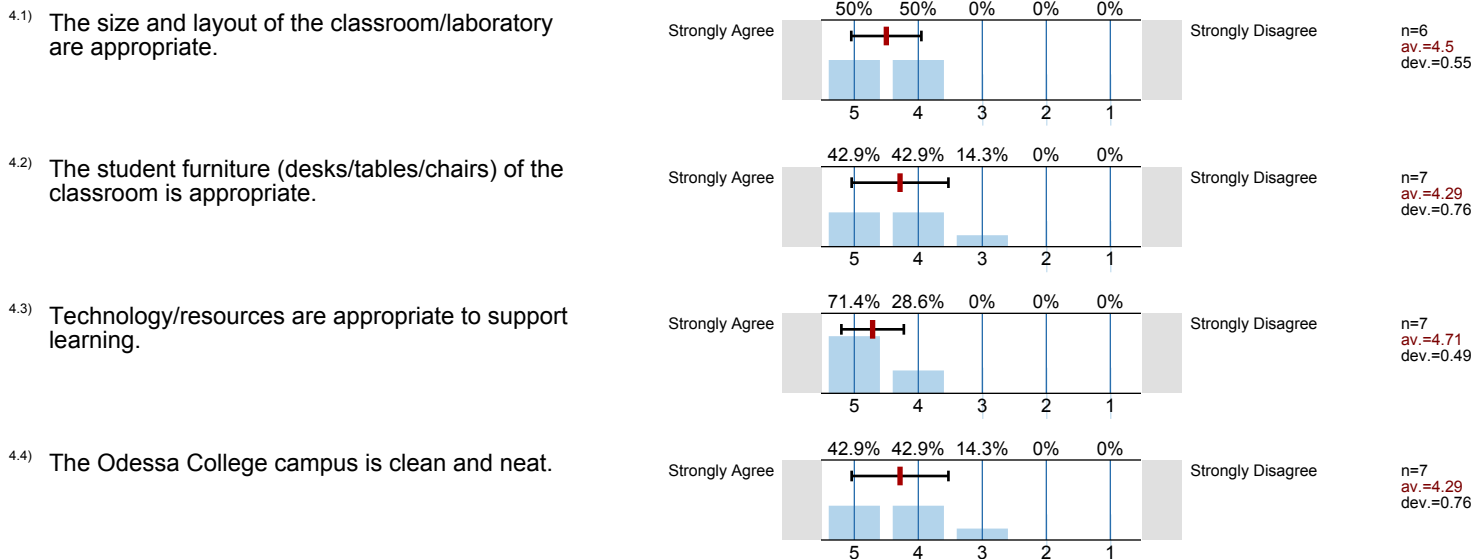 4.1) The size and layout of the classroom/laboratory
are appropriate.
50% 50% 0% 0% 0%
Strongly Agree
Strongly Disagree
n=6
av.=4.5
dev.=0.55
5 4 3 2 1
4.2) The student furniture (desks/tables/chairs) of the
classroom is appropriate.
42.9% 42.9% 14.3% 0% 0%
Strongly Agree
Strongly Disagree
n=7
av.=4.29
dev.=0.76
5 4 3 2 1
4.3) Technology/resources are appropriate to support
learning.
71.4% 28.6% 0% 0% 0%
Strongly Agree
Strongly Disagree
n=7
av.=4.71
dev.=0.49
5 4 3 2 1
4.4) The Odessa College campus is clean and neat.
42.9% 42.9% 14.3% 0% 0%
Strongly Agree
Strongly Disagree
n=7
av.=4.29
dev.=0.76
5 4 3 2 1